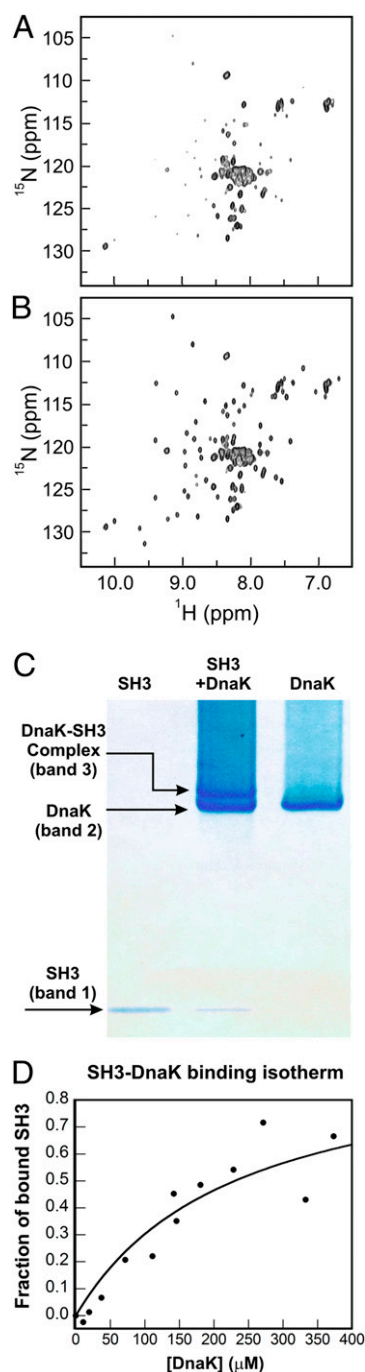 A
105
110
115
120
125
130
15N (ppm)
B
105
110
115
120
125
130
15N (ppm)
10.0 9.0 8.0 7.0
1H (ppm)
C
SH3 SH3 +DnaK DnaK
DnaK-SH3
Complex
(band 3)
DnaK
(band 2)
SH3
(band 1)
D
SH3-DnaK binding isotherm
0.8
0.7
0.6
0.5
0.4
0.3
0.2
0.1
0.0
Fraction of bound SH3
0 50 100 150 200 250 300 350 400
[DnaK] (μM)